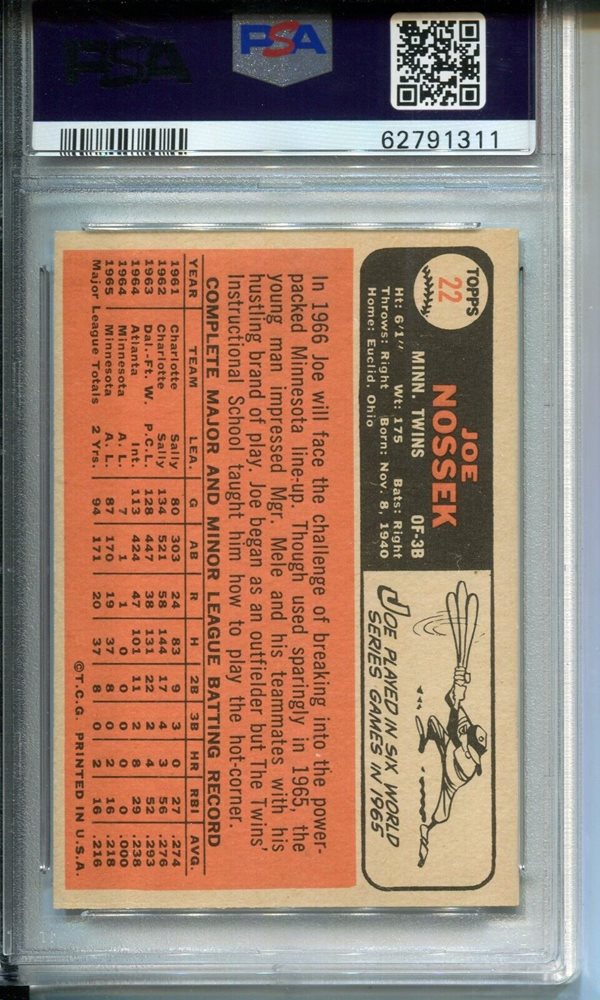 PSA
PSA
62791311
TOPPS
22
JOE
NOSSEK
MINN. TWINS OF-3B
Ht: 6'1" Wt: 175 Bats: Right
Throws: Right Born: Nov. 8, 1940
Home: Euclid, Ohio
JOE PLAYED IN SIX WORLD
SERIES GAMES IN 1965
In 1966 Joe will face the challenge of breaking into the power-
packed Minnesota line-up. Though used sparingly in 1965, the
young man impressed Mgr. Mele and his teammates with his
hustling brand of play. Joe began as an outfielder but The Twins'
Instructional School taught him how to play the hot-corner.
COMPLETE MAJOR AND MINOR LEAGUE BATTING RECORD
YEAR TEAM LEA. G AB R H 2B 3B HR RBI AVG.
1961 Charlotte Sally 80 303 24 83 9 3 0 27 .274
1962 Charlotte Sally 134 521 58 144 17 4 3 56 .276
1963 Dal.-Ft. W. P.C.L. 128 447 38 131 22 2 4 52 .293
1964 Atlanta Int. 113 424 47 101 11 2 8 29 .238
1964 Minnesota A. L. 7 1 1 0 0 0 0 0 .000
1965 Minnesota A. L. 87 170 19 37 8 0 2 16 .218
Major League Totals 2 Yrs. 94 171 20 37 8 0 2 16 .216
©T.C.G. PRINTED IN U.S.A.